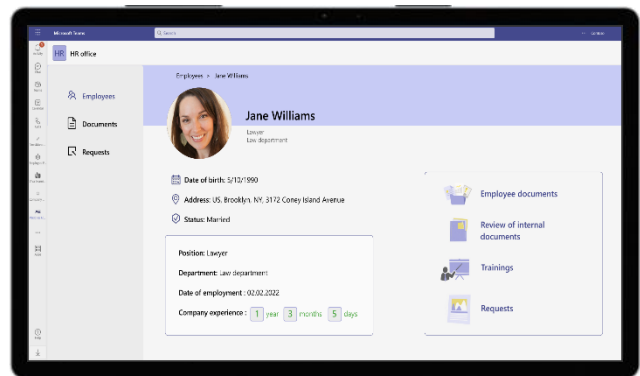 Microsoft Teams
Search
HR HR office
Employees > Jane Williams
Employees
Documents
Requests
Jane Williams
Lawyer
Law department
Date of birth: 5/10/1990
Address: US, Brooklyn, NY, 3172 Coney Island Avenue
Status: Married
Position: Lawyer
Department: Law department
Date of employment : 02.02.2022
Company experience : 1 year 3 months 5 days
Employee documents
Review of internal
documents
Trainings
Requests